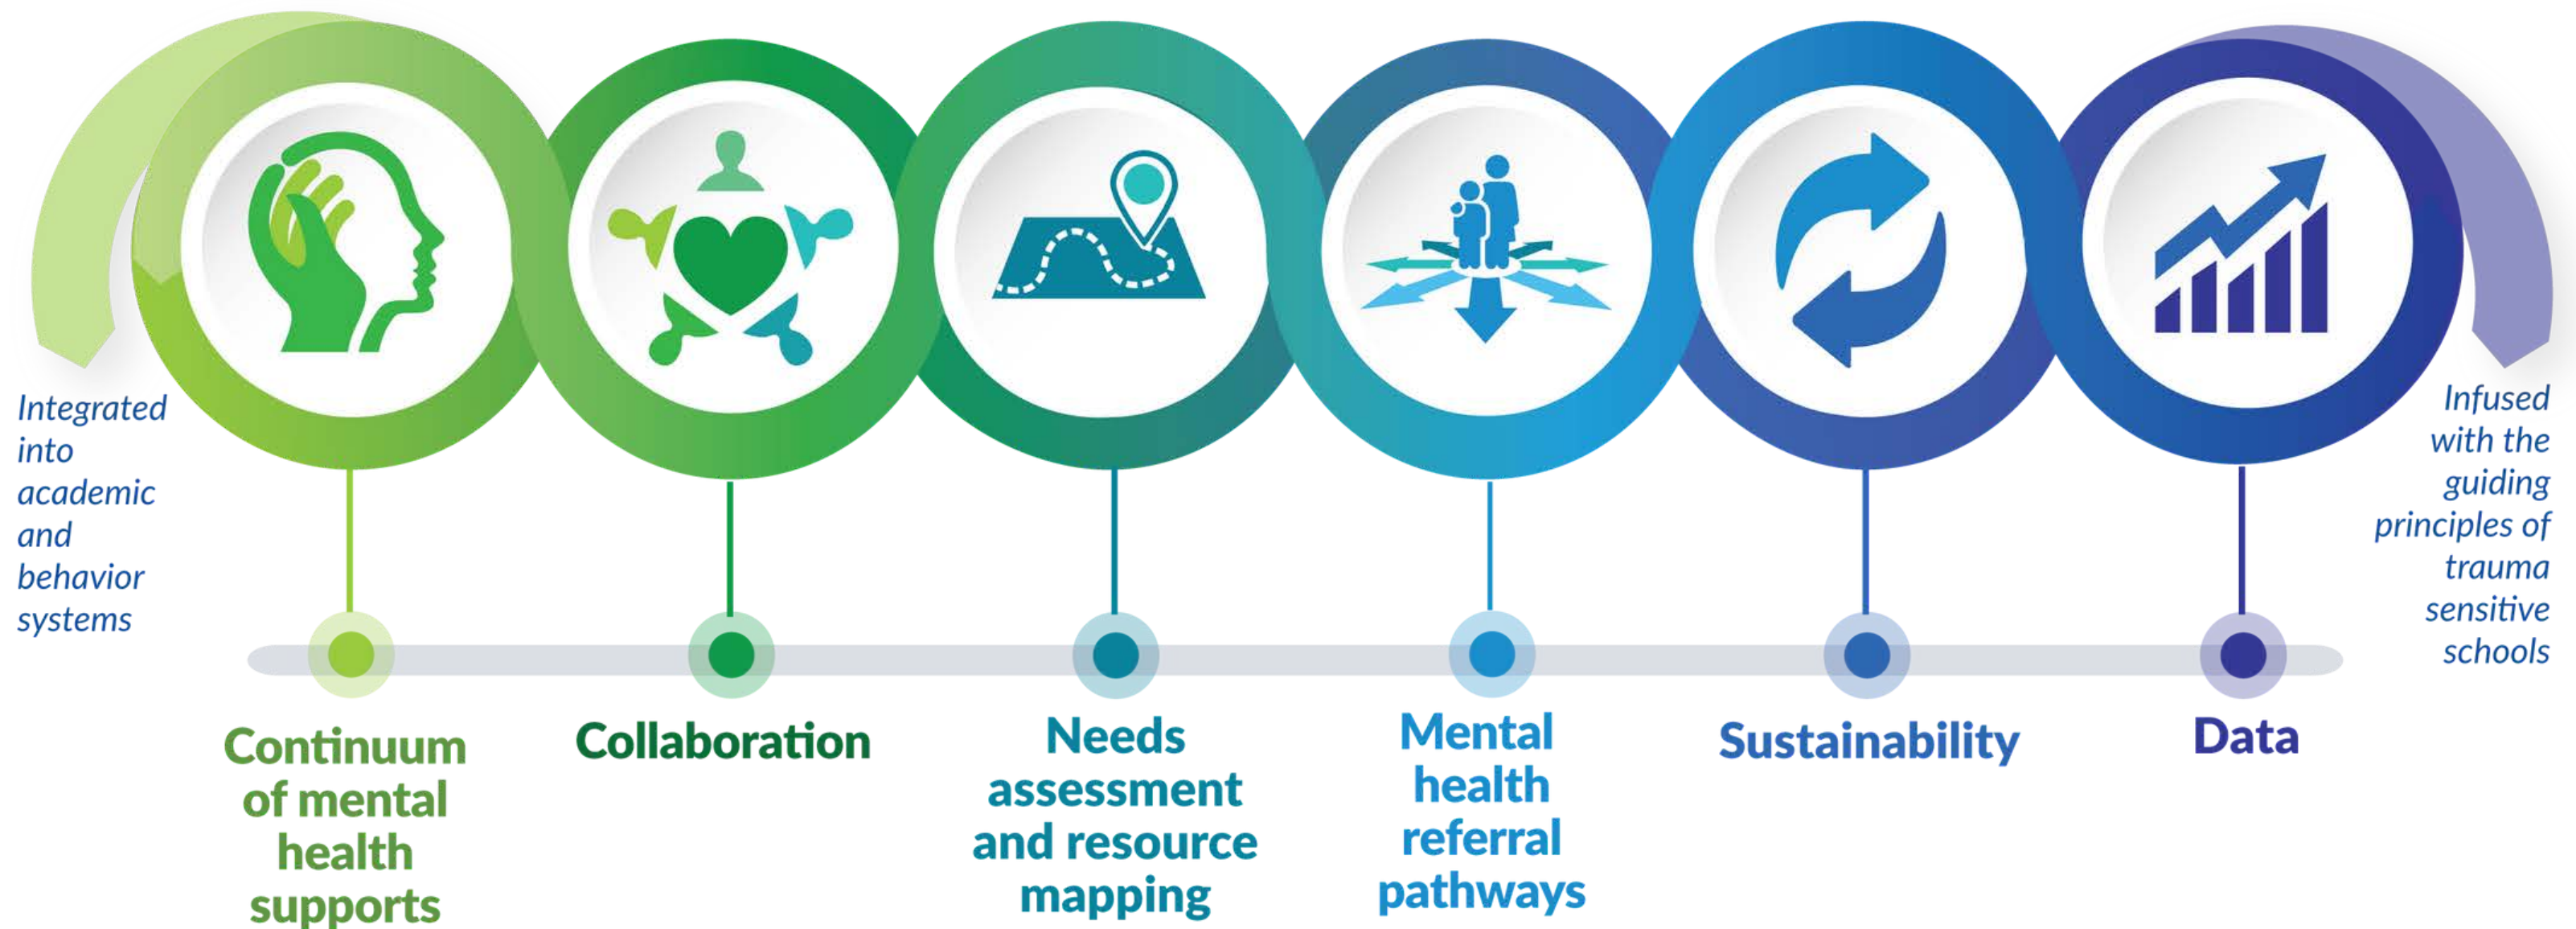 Integrated
into
academic
and
behavior
systems
Infused
with the
guiding
principles of
trauma
sensitive
schools
Continuum
of mental
health
supports
Collaboration
Needs
assessment
and resource
mapping
Mental
health
referral
pathways
Sustainability
Data